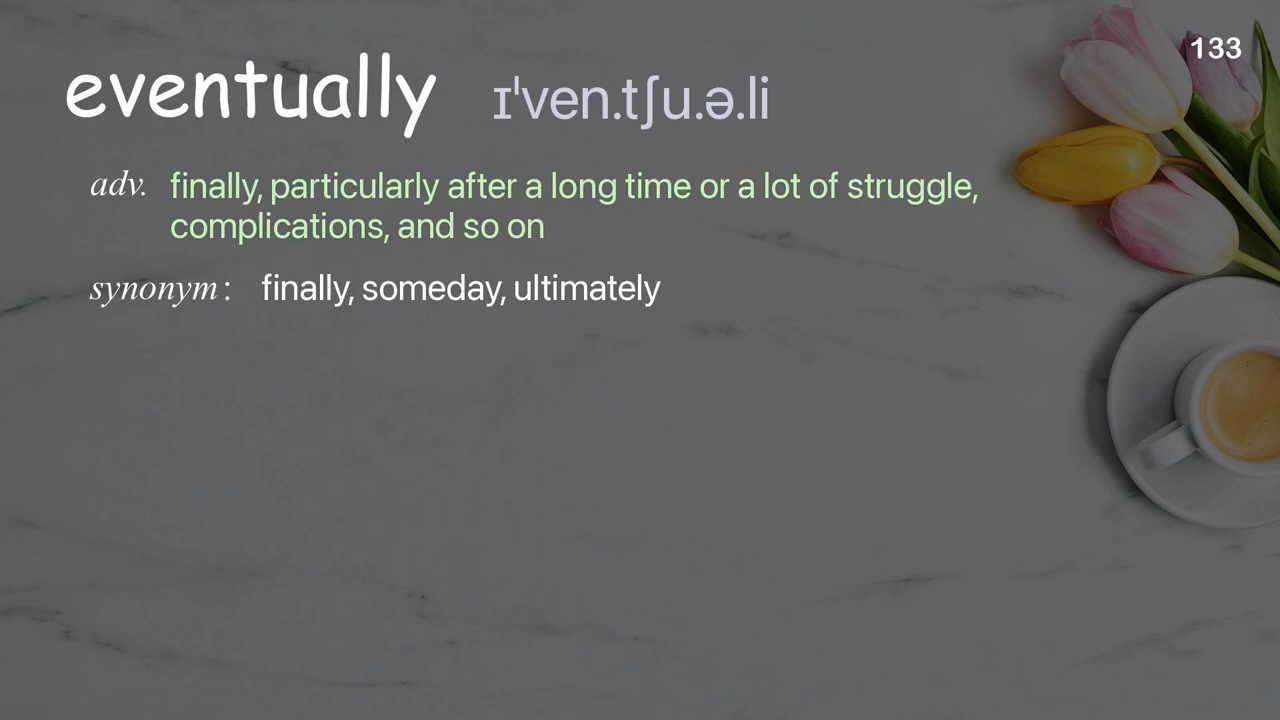 133
eventually ɪˈven.tʃu.ə.li
adv. finally, particularly after a long time or a lot of struggle,
complications, and so on
synonym: finally, someday, ultimately